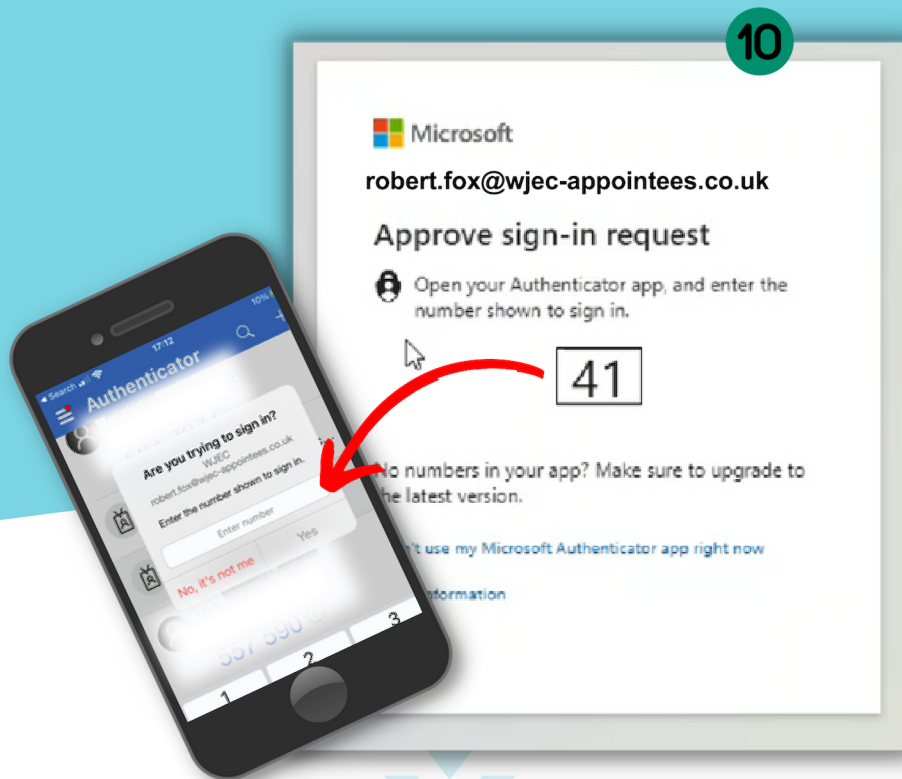 10
Microsoft
robert.fox@wjec-appointees.co.uk
Approve sign-in request
Open your Authenticator app, and enter the
number shown to sign in.
41
No numbers in your app? Make sure to upgrade to
the latest version.
't use my Microsoft Authenticator app right now
information
Search
17:12
10%
Authenticator
Are you trying to sign in?
WJEC
robert.fox@wjec-appointees.co.uk
Enter the number shown to sign in.
Enter number
No, it's not me
Yes
557 590
1
2
3